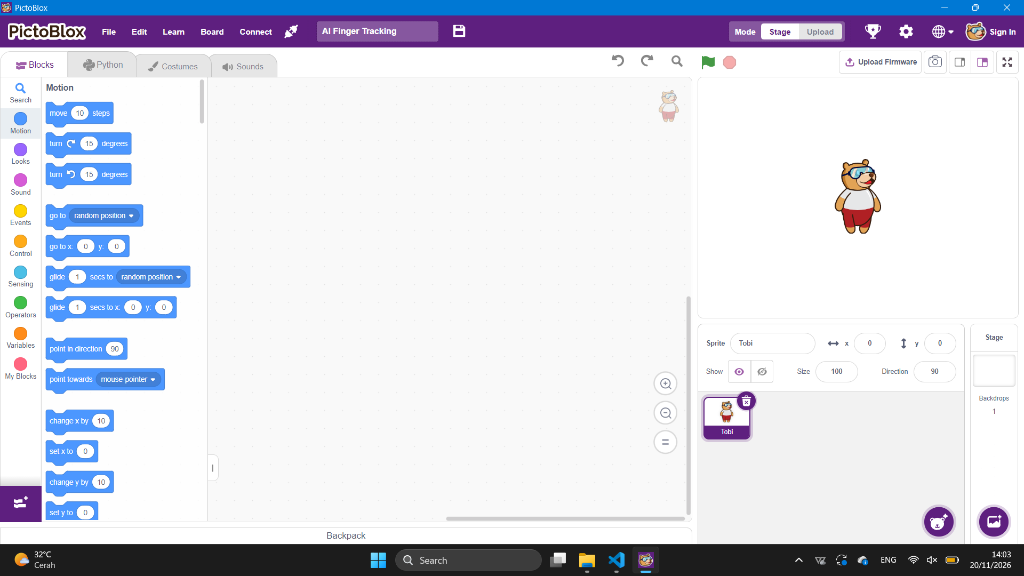 PictoBlox
PictoBlox
File
Edit
Learn
Board
Connect
AI Finger Tracking
Mode
Stage
Upload
Sign In
Blocks
Python
Costumes
Sounds
Upload Firmware
Search
Motion
Looks
Sound
Events
Control
Sensing
Operators
Variables
My Blocks
Motion
move 10 steps
turn 15 degrees
turn 15 degrees
go to random position
go to x: 0 y: 0
glide 1 secs to random position
glide 1 secs to x: 0 y: 0
point in direction 90
point towards mouse pointer
change x by 10
set x to 0
change y by 10
set y to 0
Backpack
Sprite Tobi x 0 y 0
Show Size 100 Direction 90
Tobi
Stage
Backdrops
1
32°C
Cerah
Search
ENG
14:03
20/11/2026